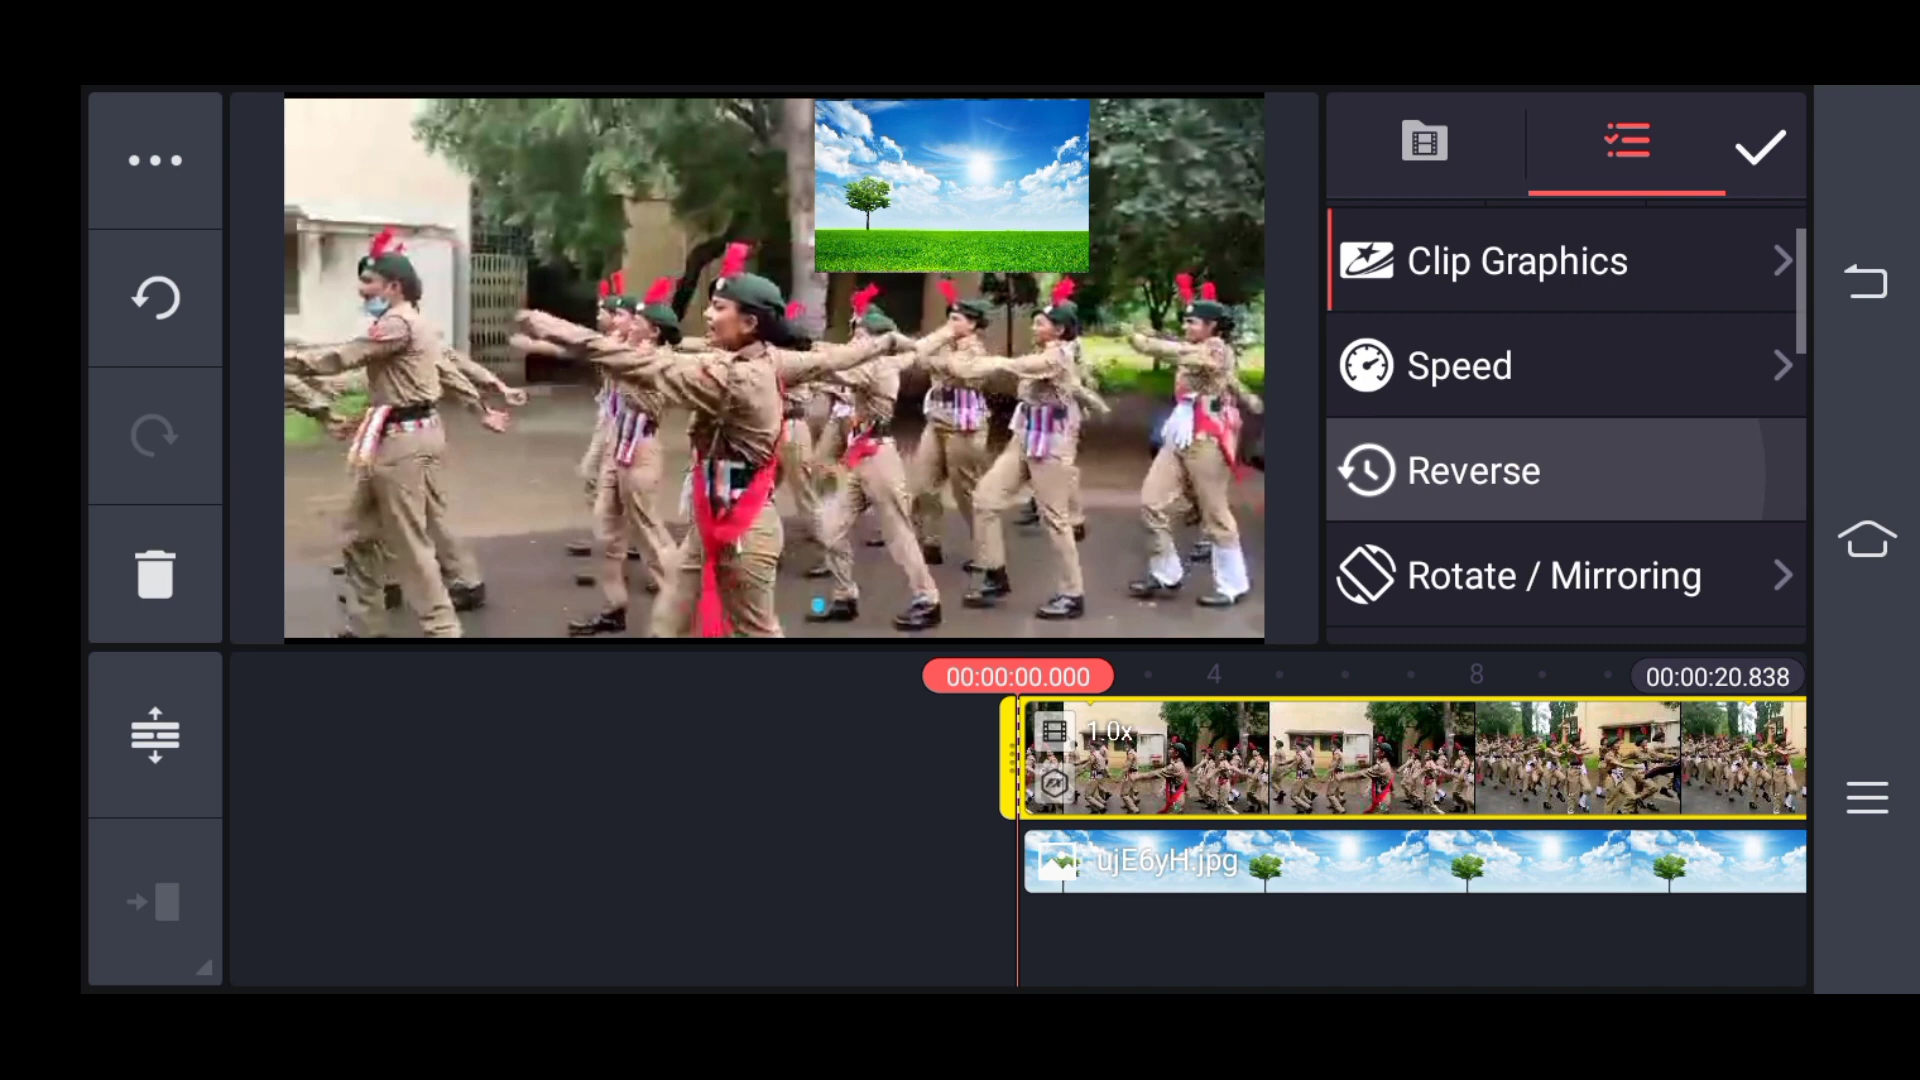 Clip Graphics
Speed
Reverse
Rotate / Mirroring
00:00:00.000
4
8
00:00:20.838
1.0x
ujE6yH.jpg